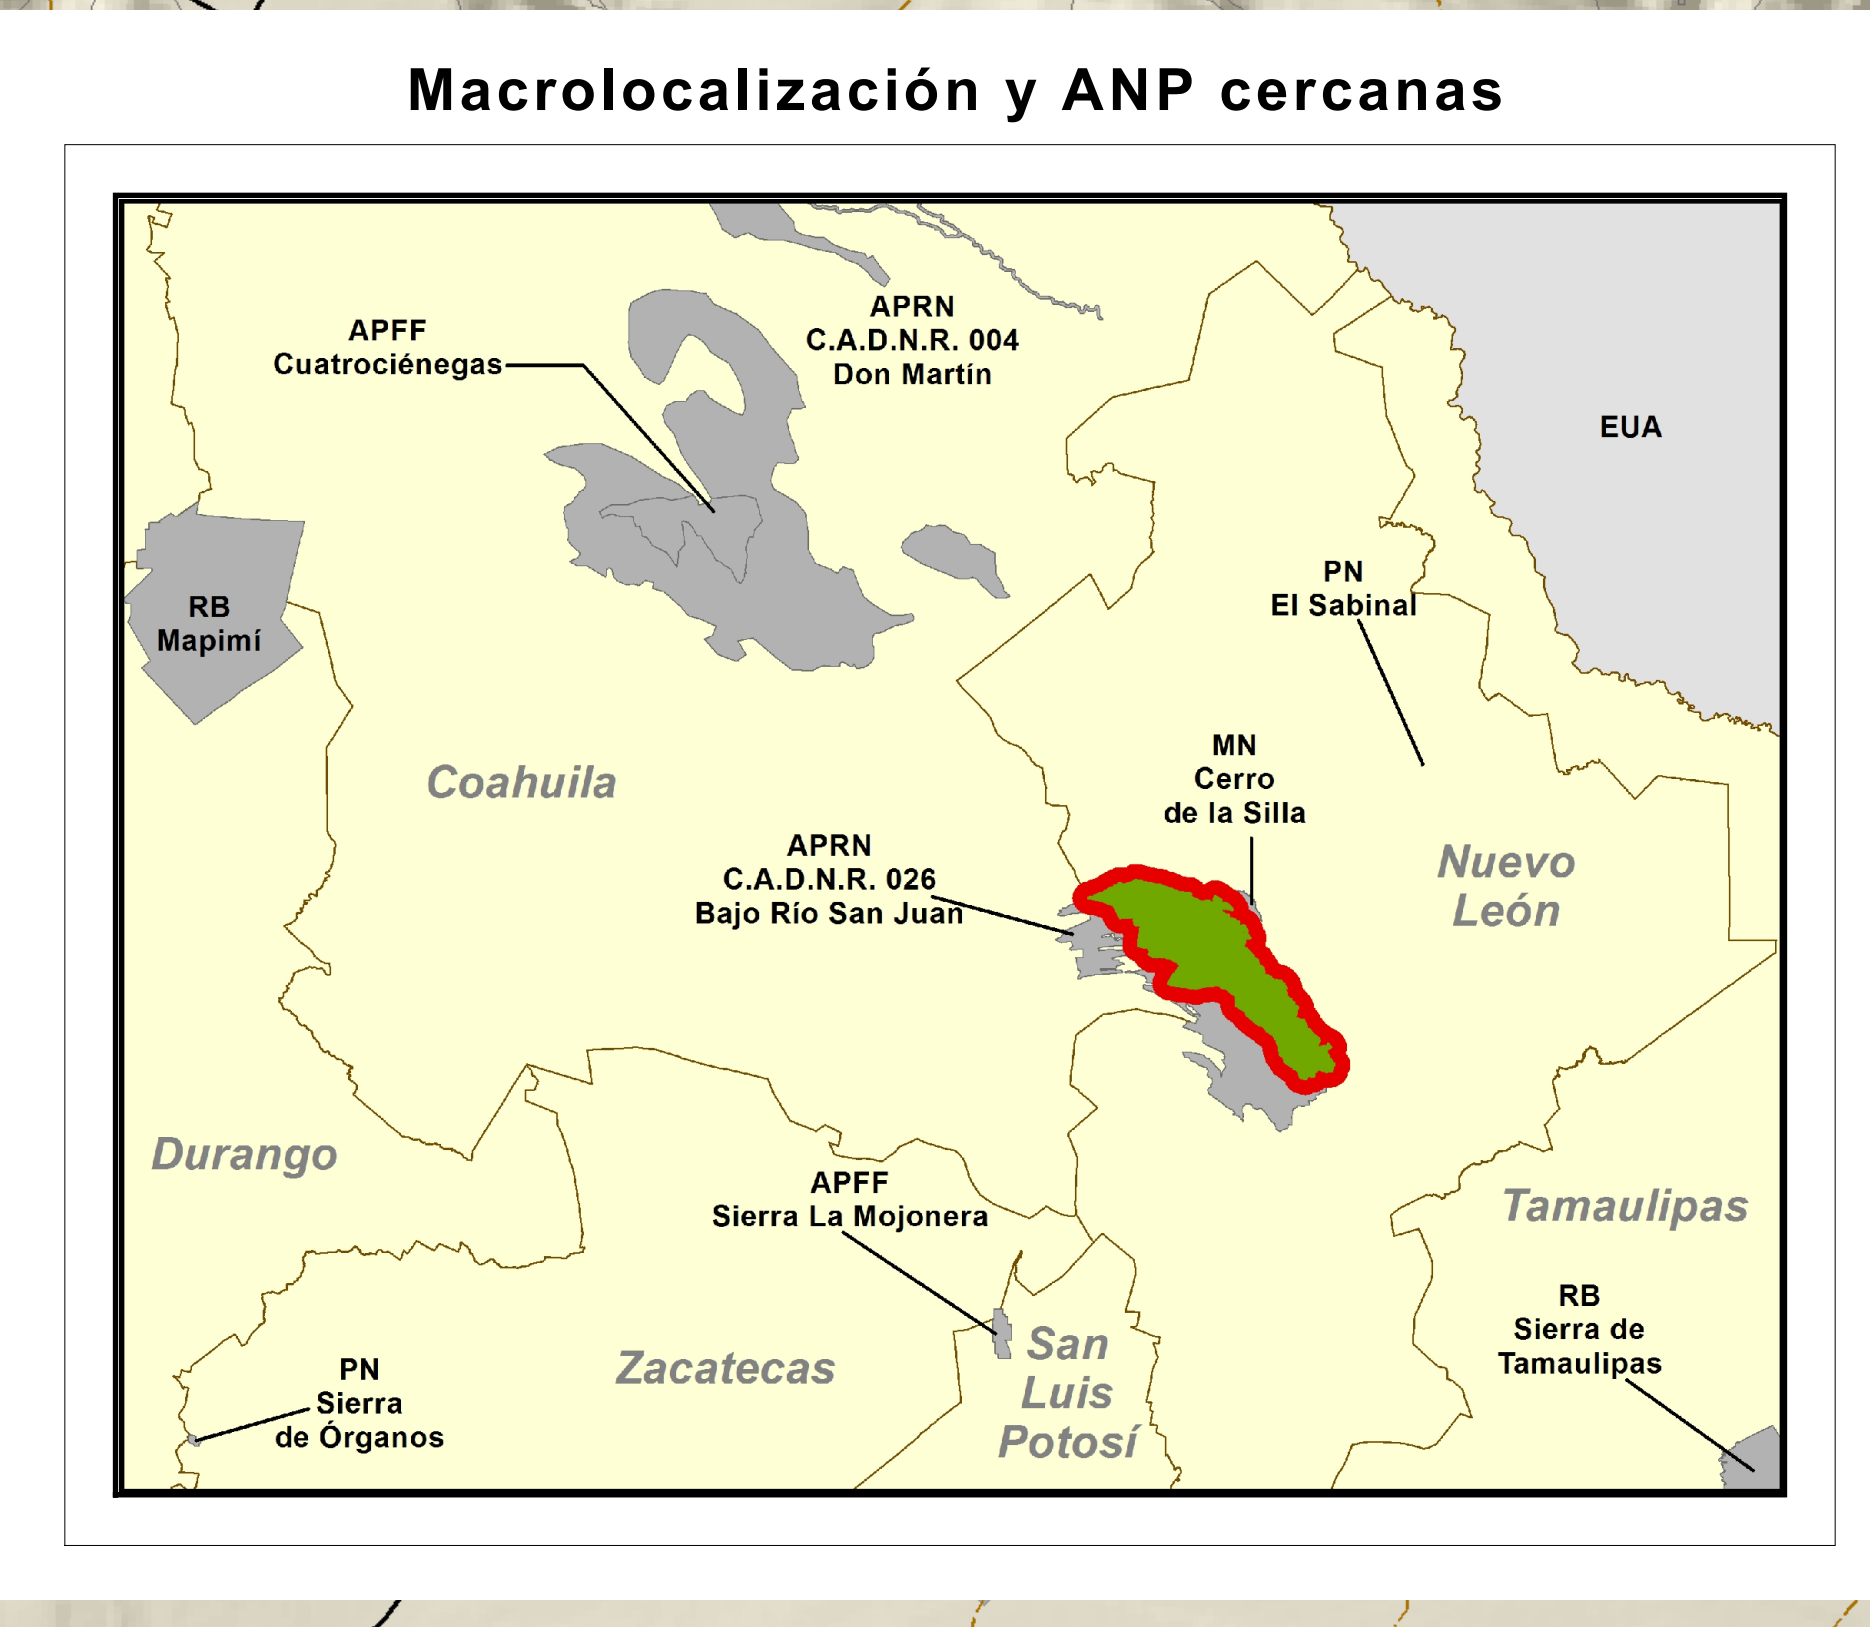 Macrolocalización y ANP cercanas
APFF
Cuatrociénegas
APRN
C.A.D.N.R. 004
Don Martín
EUA
RB
Mapimí
PN
El Sabinal
Coahuila
MN
Cerro
de la Silla
APRN
C.A.D.N.R. 026
Bajo Río San Juan
Nuevo
León
Durango
APFF
Sierra La Mojonera
Tamaulipas
RB
Sierra de
Tamaulipas
PN
Sierra
de Órganos
Zacatecas
San
Luis
Potosí